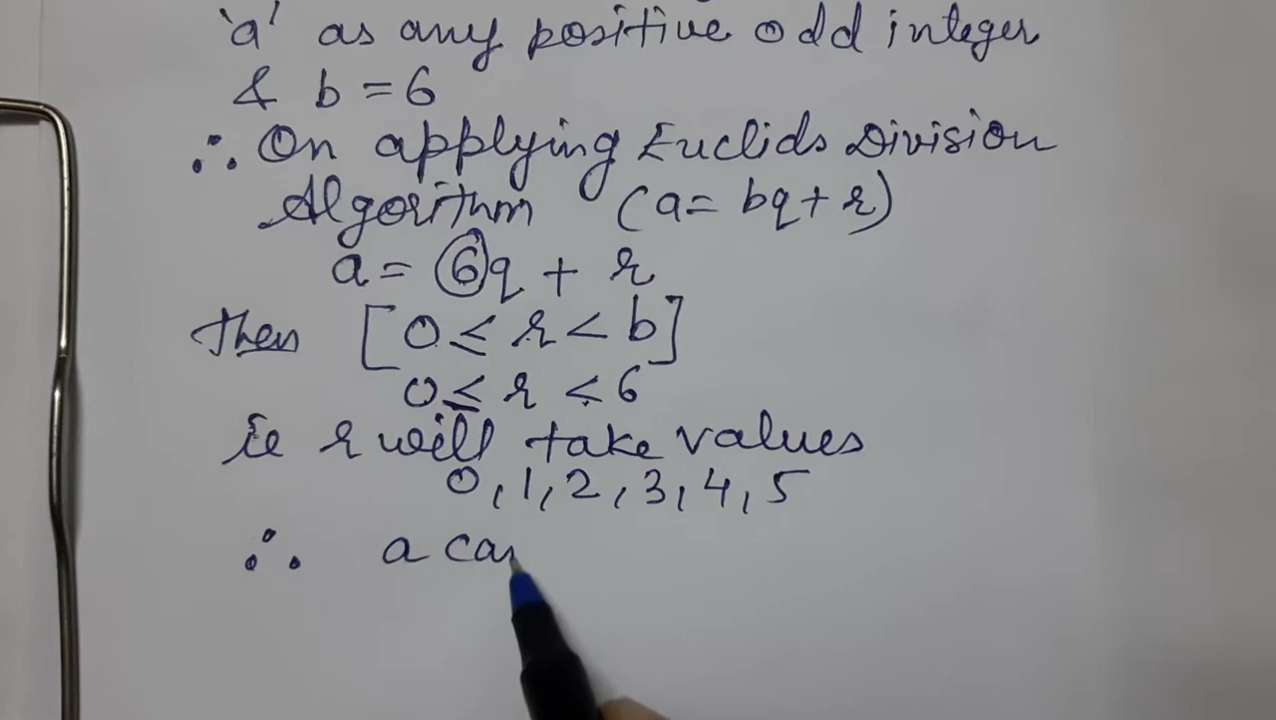 'a' as any positive odd integer
& b = 6
∴ On applying Euclids Division
Algorithm (a = bq + r)
a = 6q + r
Then [0 ≤ r < b]
0 ≤ r < 6
ie r will take values
0, 1, 2, 3, 4, 5
∴ a can